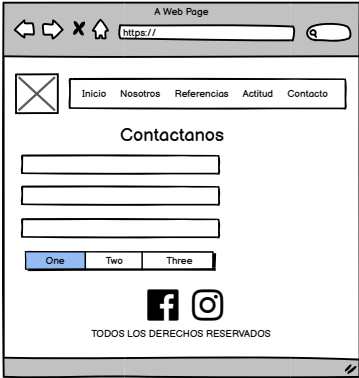 A Web Page
https://
Inicio Nosotros Referencias Actitud Contacto
Contactanos
One Two Three
TODOS LOS DERECHOS RESERVADOS